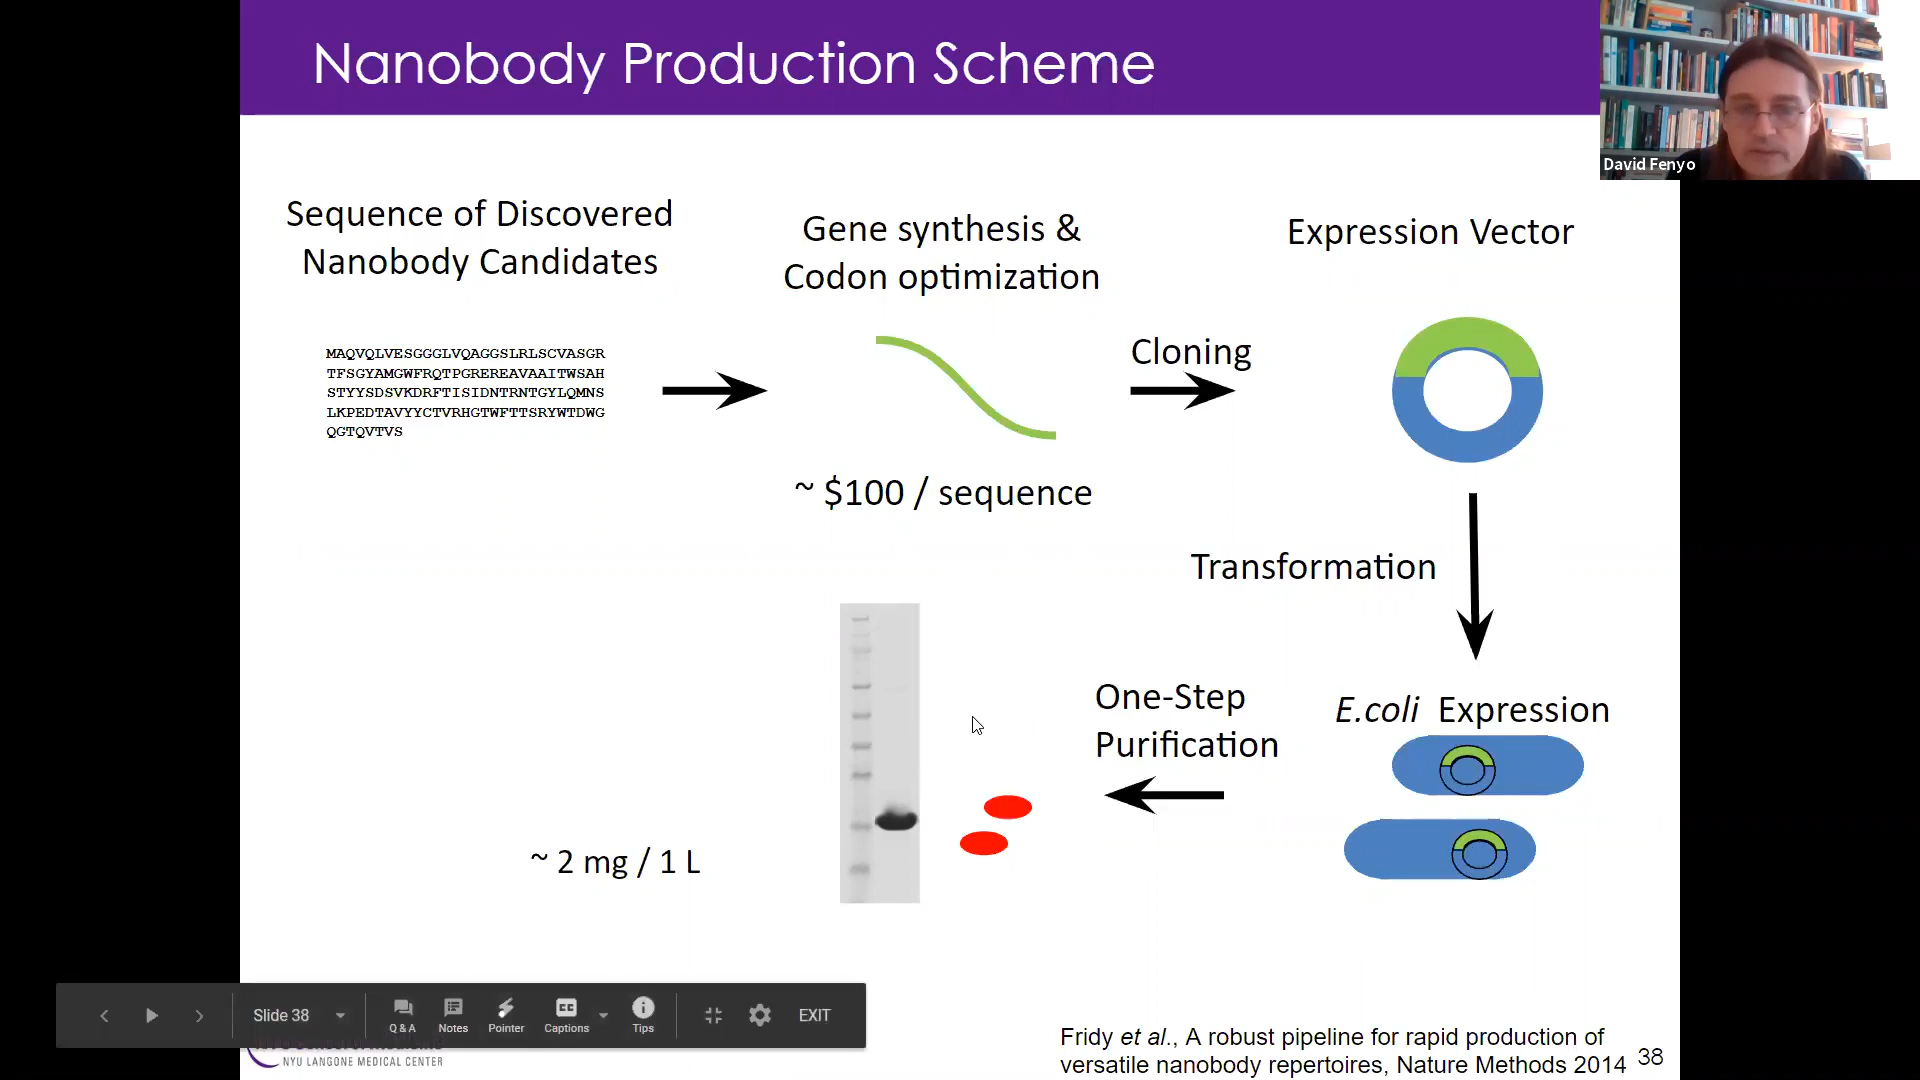 Nanobody Production Scheme
David Fenyo
Sequence of Discovered
Nanobody Candidates
Gene synthesis &
Codon optimization
Expression Vector
MAQVQLVESGGGLVQAGGSLRLSCVASGR
TFSGYAMGWFRQTPGREREAVAAITWSAH
STYYSDSVKDRFTISIDNTRNTGYLQMNS
LKPEDTAVYYCTVRHGTWFTTSRYWTDWG
QGTQVTVS
Cloning
~ $100 / sequence
Transformation
One-Step
Purification
E.coli Expression
~ 2 mg / 1 L
Slide 38
Q & A
Notes
Pointer
CC
Captions
Tips
EXIT
NYU LANGONE MEDICAL CENTER
Fridy et al., A robust pipeline for rapid production of
versatile nanobody repertoires, Nature Methods 2014
38